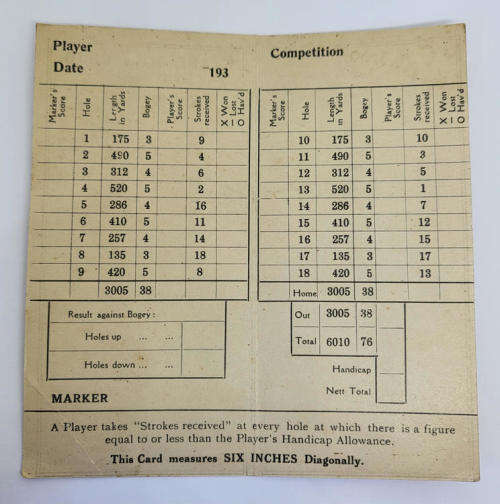 Player
Date 193
Marker's Score Hole Length in Yards Bogey Player's Score Strokes received X Won I Lost O Hav'd
1 175 3 9
2 490 5 4
3 312 4 6
4 520 5 2
5 286 4 16
6 410 5 11
7 257 4 14
8 135 3 18
9 420 5 8
3005 38
Result against Bogey:
Holes up ... ...
Holes down ... ...
MARKER
Competition
Marker's Score Hole Length in Yards Bogey Player's Score Strokes received X Won I Lost O Hav'd
10 175 3 10
11 490 5 3
12 312 4 5
13 520 5 1
14 286 4 7
15 410 5 12
16 257 4 15
17 135 3 17
18 420 5 13
Home 3005 38
Out 3005 38
Total 6010 76
Handicap
Nett Total
A Player takes "Strokes received" at every hole at which there is a figure
equal to or less than the Player's Handicap Allowance.
This Card measures SIX INCHES Diagonally.